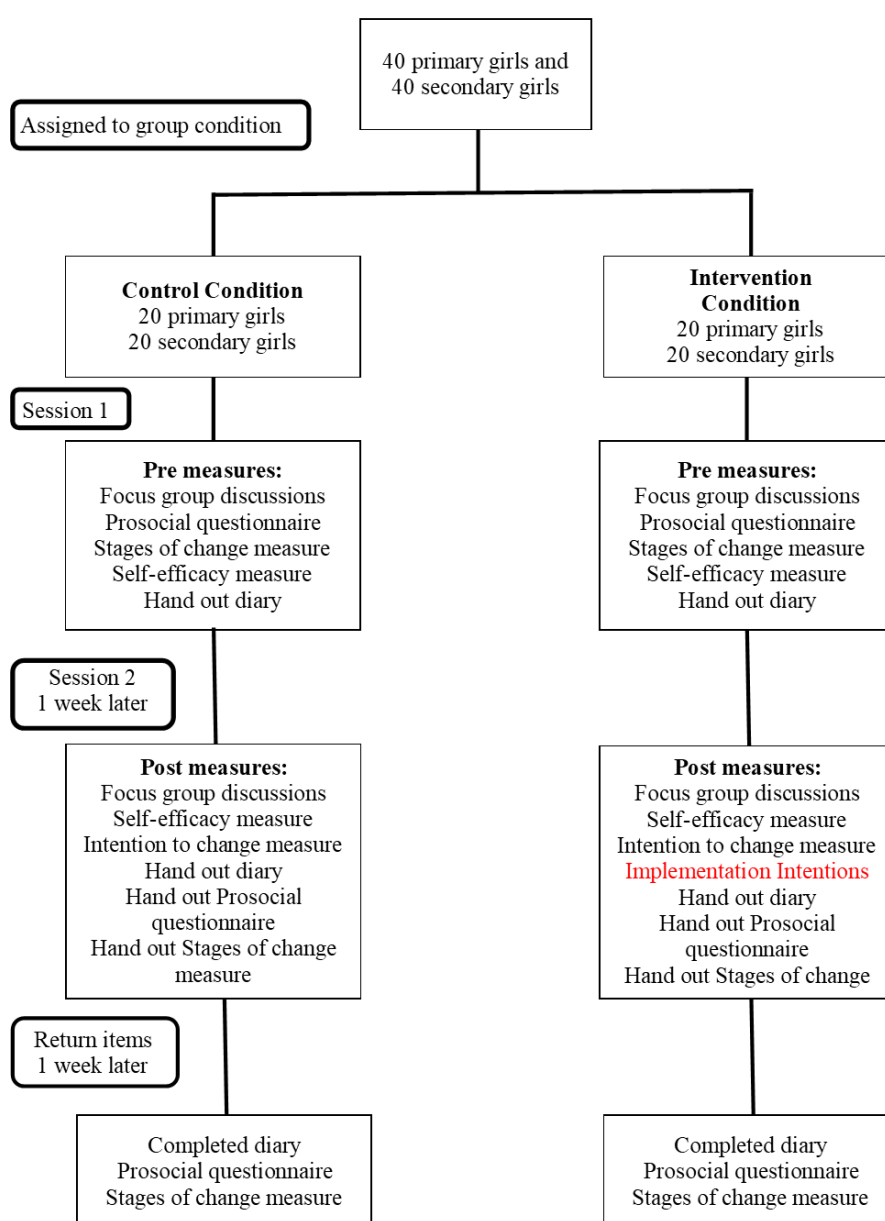 40 primary girls and
40 secondary girls
Assigned to group condition
Control Condition
20 primary girls
20 secondary girls
Intervention
Condition
20 primary girls
20 secondary girls
Session 1
Pre measures:
Focus group discussions
Prosocial questionnaire
Stages of change measure
Self-efficacy measure
Hand out diary
Pre measures:
Focus group discussions
Prosocial questionnaire
Stages of change measure
Self-efficacy measure
Hand out diary
Session 2
1 week later
Post measures:
Focus group discussions
Self-efficacy measure
Intention to change measure
Hand out diary
Hand out Prosocial
questionnaire
Hand out Stages of change
measure
Post measures:
Focus group discussions
Self-efficacy measure
Intention to change measure
Implementation Intentions
Hand out diary
Hand out Prosocial
questionnaire
Hand out Stages of change
Return items
1 week later
Completed diary
Prosocial questionnaire
Stages of change measure
Completed diary
Prosocial questionnaire
Stages of change measure